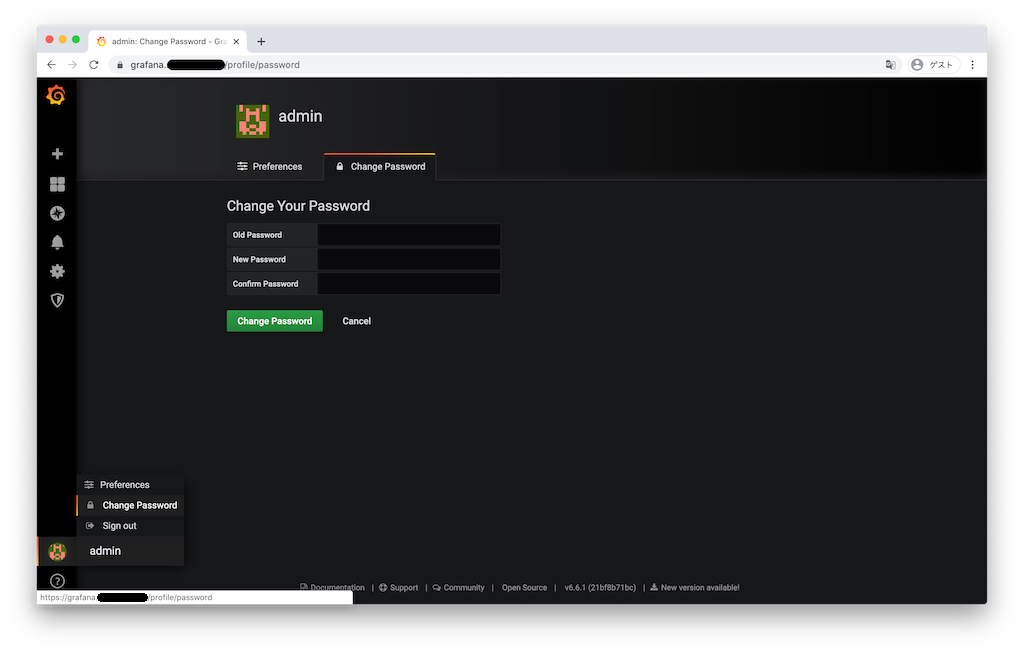 admin: Change Password - Gra
grafana. /profile/password
ゲスト
admin
Preferences
Change Password
Change Your Password
Old Password
New Password
Confirm Password
Change Password Cancel
Preferences
Change Password
Sign out
admin
Documentation | Support | Community | Open Source | v6.6.1 (21bf8b71bc) | New version available!
https://grafana. /profile/password